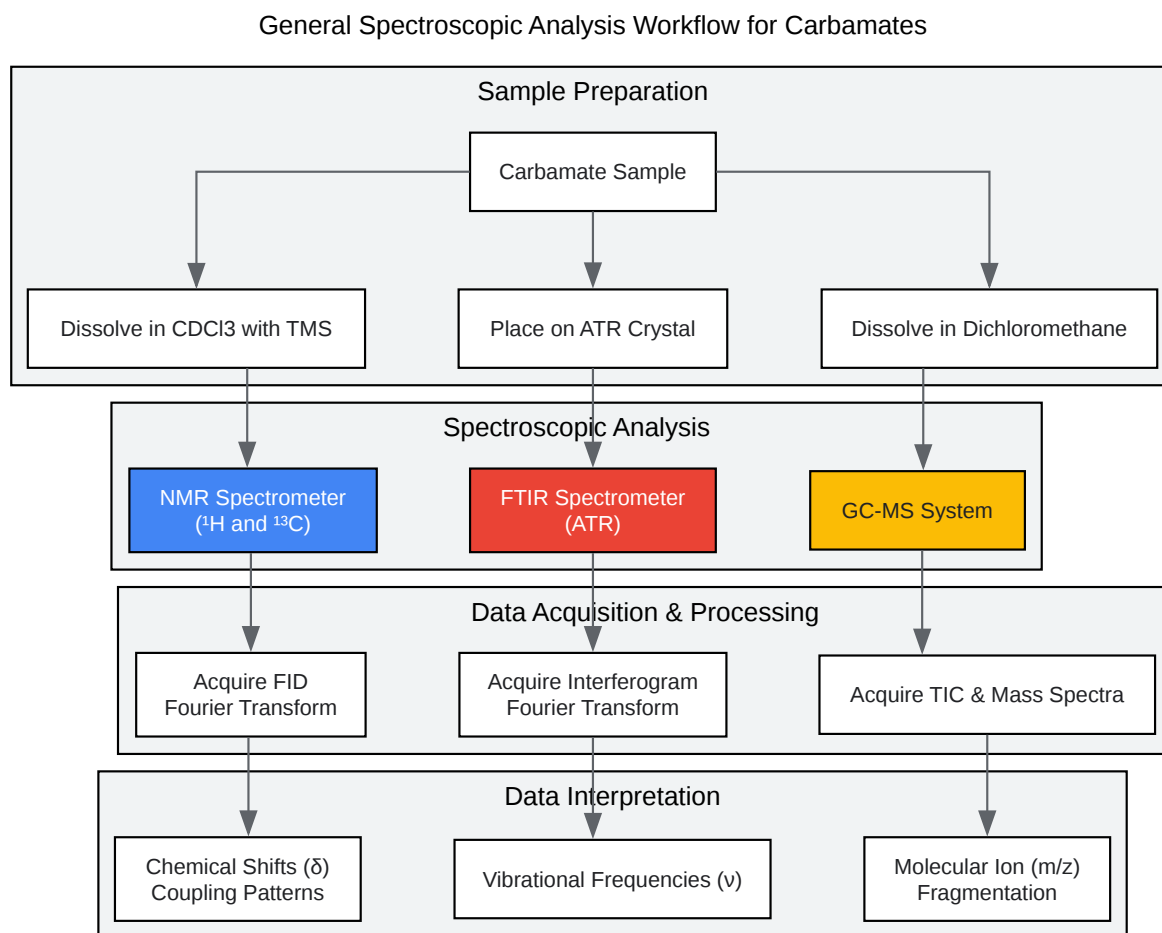 General Spectroscopic Analysis Workflow for Carbamates
Sample Preparation
Carbamate Sample
Dissolve in CDCl3 with TMS
Place on ATR Crystal
Dissolve in Dichloromethane
Spectroscopic Analysis
NMR Spectrometer
(¹H and ¹³C)
FTIR Spectrometer
(ATR)
GC-MS System
Data Acquisition & Processing
Acquire FID
Fourier Transform
Acquire Interferogram
Fourier Transform
Acquire TIC & Mass Spectra
Data Interpretation
Chemical Shifts (δ)
Coupling Patterns
Vibrational Frequencies (ν)
Molecular Ion (m/z)
Fragmentation